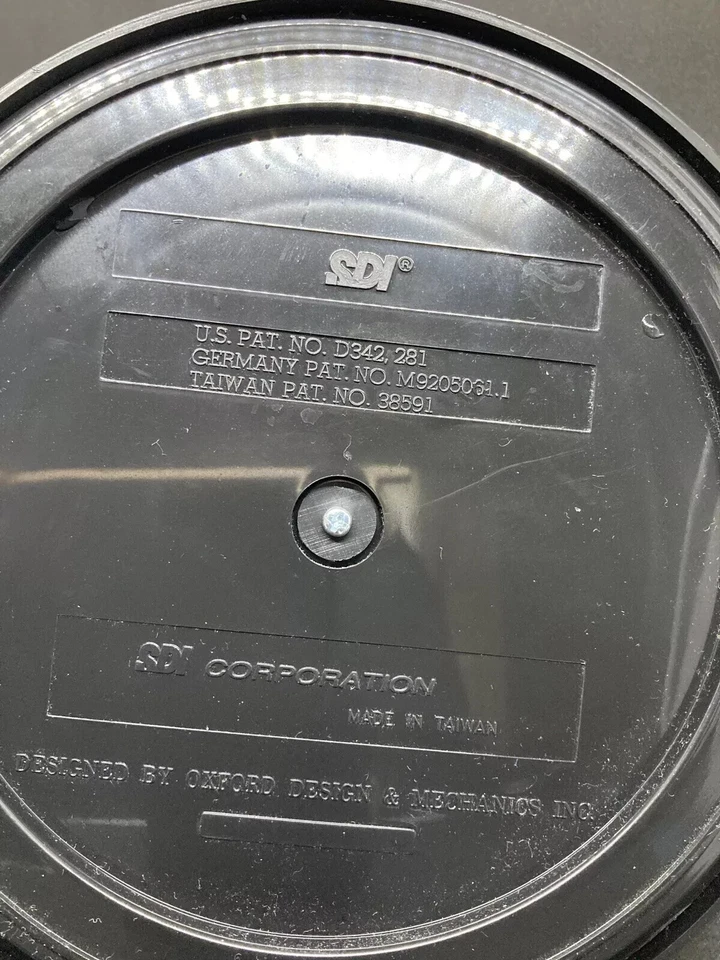 SDI®
U.S. PAT. NO. D342, 281
GERMANY PAT. NO. M9205061.1
TAIWAN PAT. NO. 38591
SDI CORPORATION
MADE IN TAIWAN
DESIGNED BY OXFORD DESIGN & MECHANICS INC.